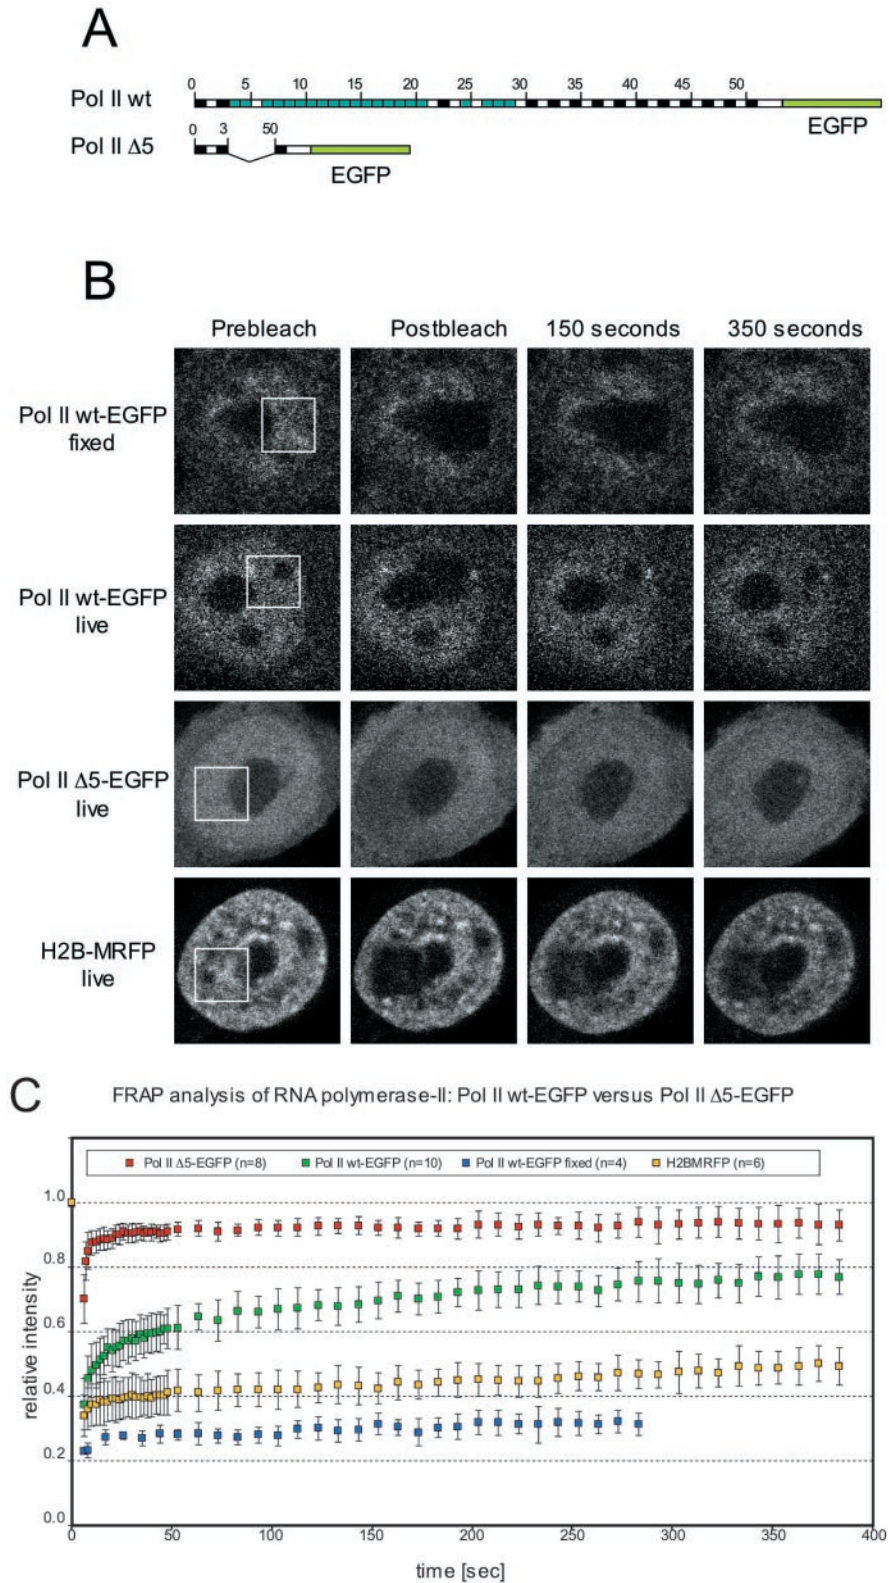 A
0 5 10 15 20 25 30 35 40 45 50
Pol II wt
EGFP
0 3 50
Pol II Δ5
EGFP
B
Prebleach Postbleach 150 seconds 350 seconds
Pol II wt-EGFP
fixed
Pol II wt-EGFP
live
Pol II Δ5-EGFP
live
H2B-MRFP
live
C
FRAP analysis of RNA polymerase-II: Pol II wt-EGFP versus Pol II Δ5-EGFP
Pol II Δ5-EGFP (n=8) Pol II wt-EGFP (n=10) Pol II wt-EGFP fixed (n=4) H2BMRFP (n=6)
1.0
0.8
0.6
0.4
0.2
0.0
relative intensity
0 50 100 150 200 250 300 350 400
time [sec]